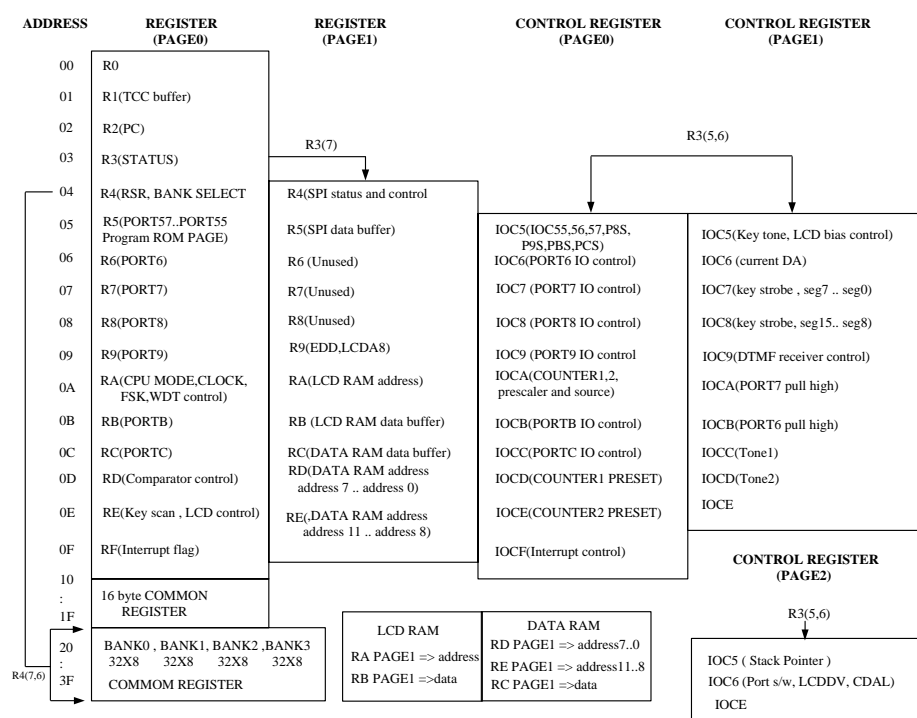 ADDRESS
REGISTER
(PAGE0)
REGISTER
(PAGE1)
CONTROL REGISTER
(PAGE0)
CONTROL REGISTER
(PAGE1)
00
R0
01
R1(TCC buffer)
02
R2(PC)
03
R3(STATUS)
R3(7)
R3(5,6)
04
R4(RSR, BANK SELECT
R4(SPI status and control
05
R5(PORT57..PORT55
Program ROM PAGE)
R5(SPI data buffer)
IOC5(IOC55,56,57,P8S,
P9S,PBS,PCS)
IOC5(Key tone, LCD bias control)
06
R6(PORT6)
R6 (Unused)
IOC6(PORT6 IO control)
IOC6 (current DA)
07
R7(PORT7)
R7(Unused)
IOC7 (PORT7 IO control)
IOC7(key strobe , seg7 .. seg0)
08
R8(PORT8)
R8(Unused)
IOC8 (PORT8 IO control)
IOC8(key strobe, seg15.. seg8)
09
R9(PORT9)
R9(EDD,LCDA8)
IOC9 (PORT9 IO control
IOC9(DTMF receiver control)
0A
RA(CPU MODE,CLOCK,
FSK,WDT control)
RA(LCD RAM address)
IOCA(COUNTER1,2,
prescaler and source)
IOCA(PORT7 pull high)
0B
RB(PORTB)
RB (LCD RAM data buffer)
IOCB(PORTB IO control)
IOCB(PORT6 pull high)
0C
RC(PORTC)
RC(DATA RAM data buffer)
IOCC(PORTC IO control)
IOCC(Tone1)
0D
RD(Comparator control)
RD(DATA RAM address
address 7 .. address 0)
IOCD(COUNTER1 PRESET)
IOCD(Tone2)
0E
RE(Key scan , LCD control)
RE(,DATA RAM address
address 11 .. address 8)
IOCE(COUNTER2 PRESET)
IOCE
0F
RF(Interrupt flag)
IOCF(Interrupt control)
CONTROL REGISTER
(PAGE2)
10
:
1F
16 byte COMMON
REGISTER
R3(5,6)
R4(7,6)
20
:
3F
BANK0 , BANK1, BANK2 ,BANK3
32X8 32X8 32X8 32X8
COMMOM REGISTER
LCD RAM
RA PAGE1 => address
RB PAGE1 =>data
DATA RAM
RD PAGE1 => address7..0
RE PAGE1 => address11..8
RC PAGE1 =>data
IOC5 ( Stack Pointer )
IOC6 (Port s/w, LCDDV, CDAL)
IOCE